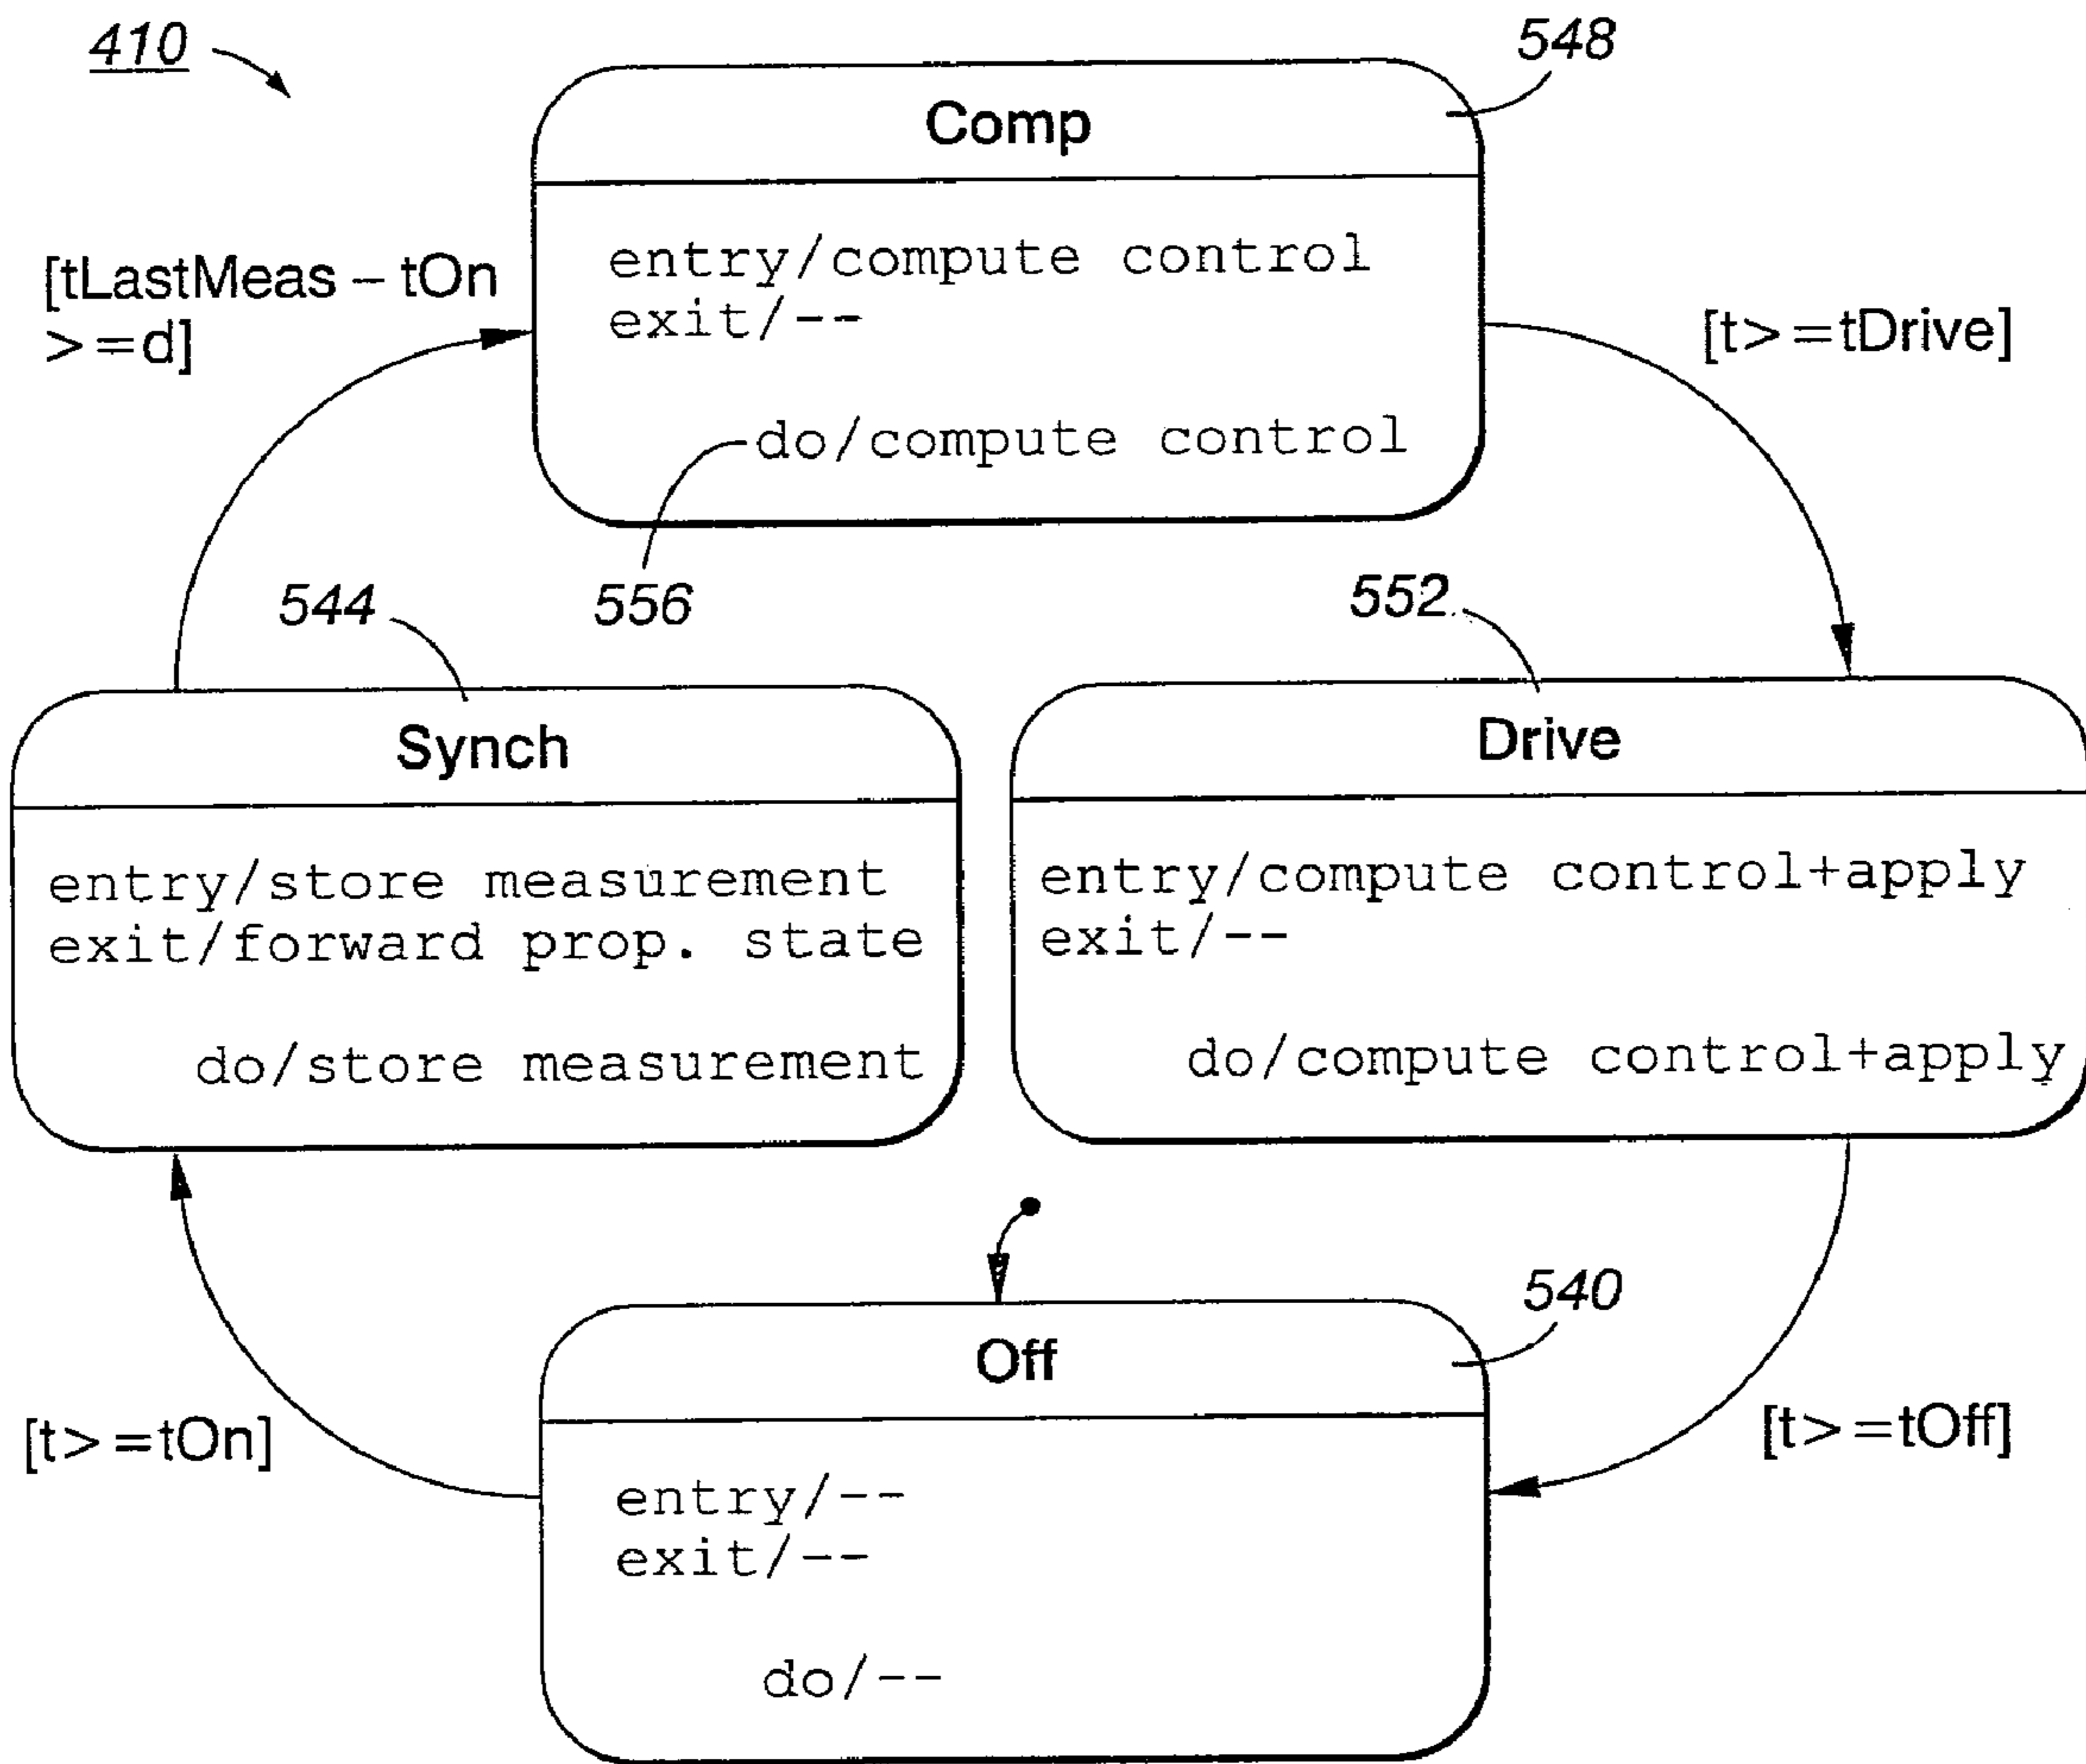 410
548
Comp
entry/compute control
exit/--
do/compute control
[tLastMeas – tOn
>=d]
[t>=tDrive]
544
556
552
Synch
entry/store measurement
exit/forward prop. state
do/store measurement
Drive
entry/compute control+apply
exit/--
do/compute control+apply
540
Off
entry/--
exit/--
do/--
[t>=tOn]
[t>=tOff]